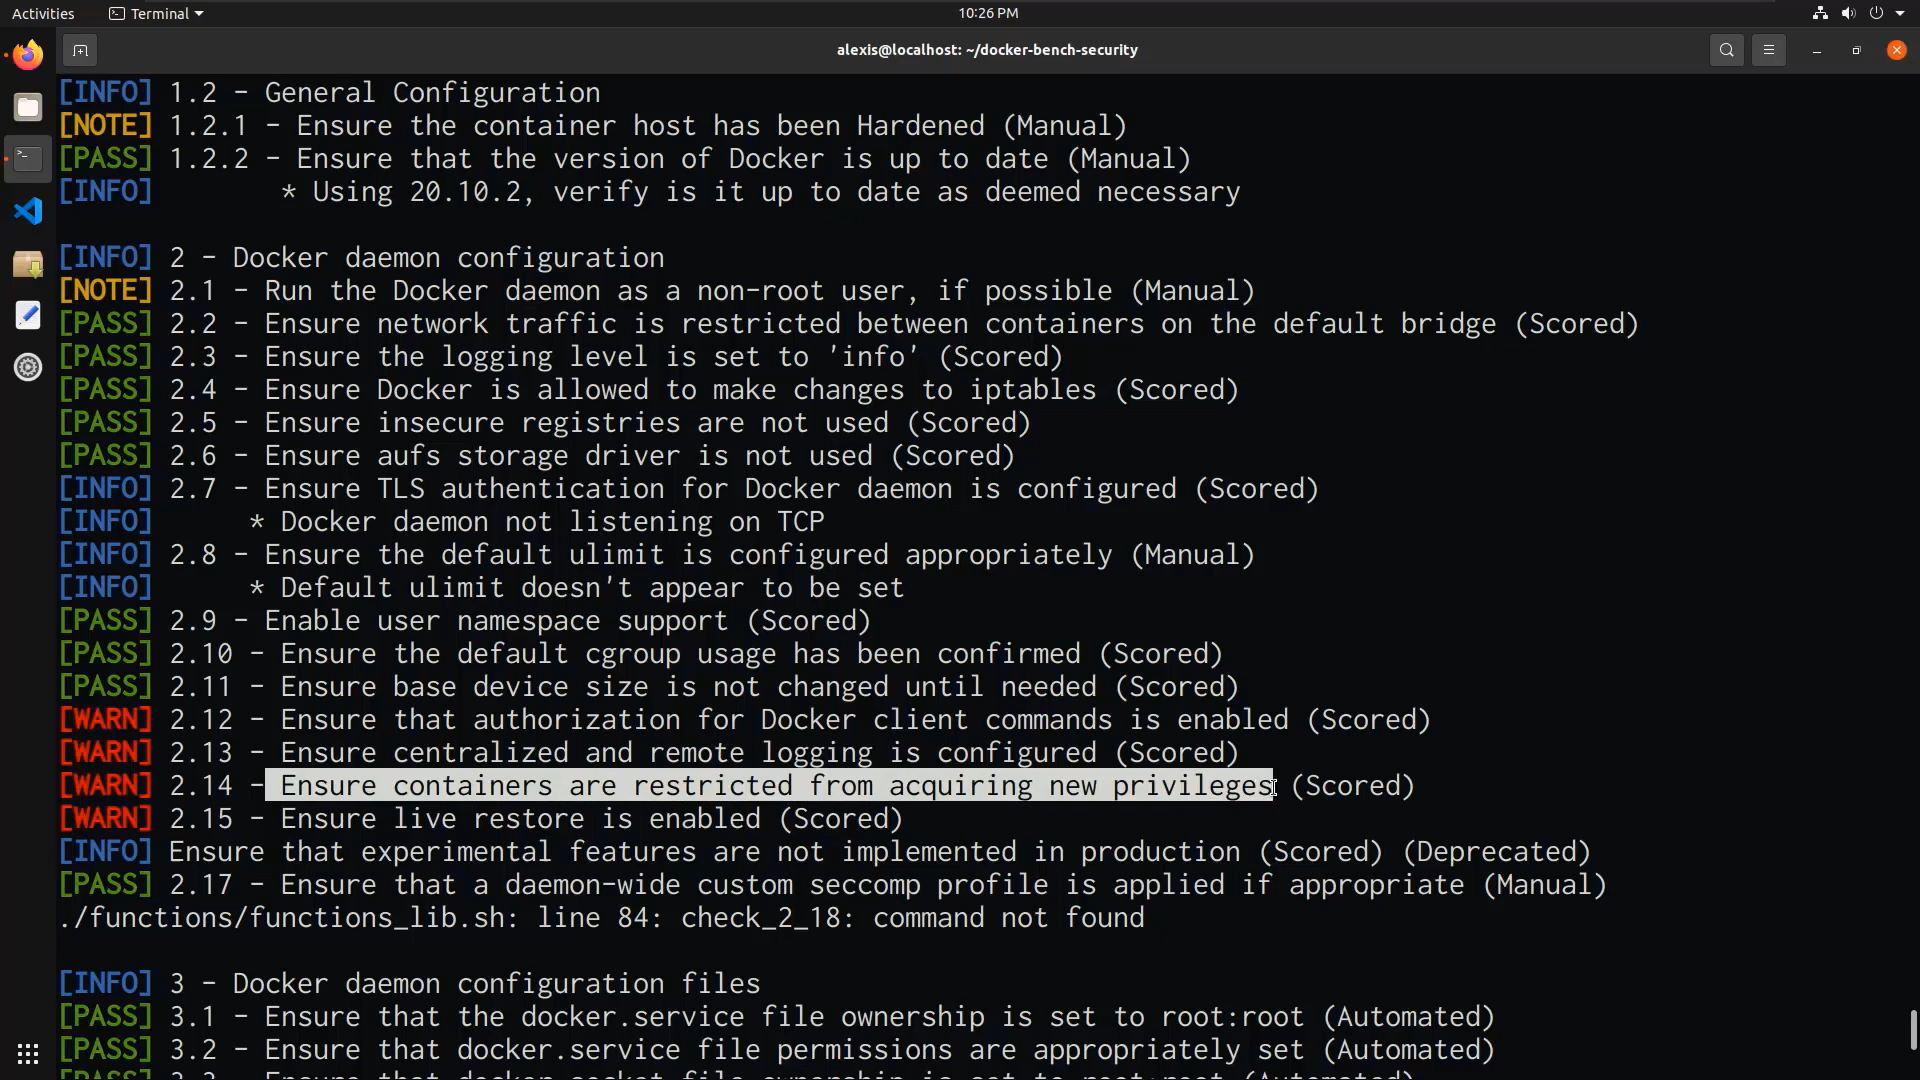 Activities
Terminal
10:26 PM
alexis@localhost: ~/docker-bench-security
[INFO] 1.2 - General Configuration
[NOTE] 1.2.1 - Ensure the container host has been Hardened (Manual)
[PASS] 1.2.2 - Ensure that the version of Docker is up to date (Manual)
[INFO] * Using 20.10.2, verify is it up to date as deemed necessary
[INFO] 2 - Docker daemon configuration
[NOTE] 2.1 - Run the Docker daemon as a non-root user, if possible (Manual)
[PASS] 2.2 - Ensure network traffic is restricted between containers on the default bridge (Scored)
[PASS] 2.3 - Ensure the logging level is set to 'info' (Scored)
[PASS] 2.4 - Ensure Docker is allowed to make changes to iptables (Scored)
[PASS] 2.5 - Ensure insecure registries are not used (Scored)
[PASS] 2.6 - Ensure aufs storage driver is not used (Scored)
[INFO] 2.7 - Ensure TLS authentication for Docker daemon is configured (Scored)
[INFO] * Docker daemon not listening on TCP
[INFO] 2.8 - Ensure the default ulimit is configured appropriately (Manual)
[INFO] * Default ulimit doesn't appear to be set
[PASS] 2.9 - Enable user namespace support (Scored)
[PASS] 2.10 - Ensure the default cgroup usage has been confirmed (Scored)
[PASS] 2.11 - Ensure base device size is not changed until needed (Scored)
[WARN] 2.12 - Ensure that authorization for Docker client commands is enabled (Scored)
[WARN] 2.13 - Ensure centralized and remote logging is configured (Scored)
[WARN] 2.14 - Ensure containers are restricted from acquiring new privileges (Scored)
[WARN] 2.15 - Ensure live restore is enabled (Scored)
[INFO] Ensure that experimental features are not implemented in production (Scored) (Deprecated)
[PASS] 2.17 - Ensure that a daemon-wide custom seccomp profile is applied if appropriate (Manual)
./functions/functions_lib.sh: line 84: check_2_18: command not found
[INFO] 3 - Docker daemon configuration files
[PASS] 3.1 - Ensure that the docker.service file ownership is set to root:root (Automated)
[PASS] 3.2 - Ensure that docker.service file permissions are appropriately set (Automated)